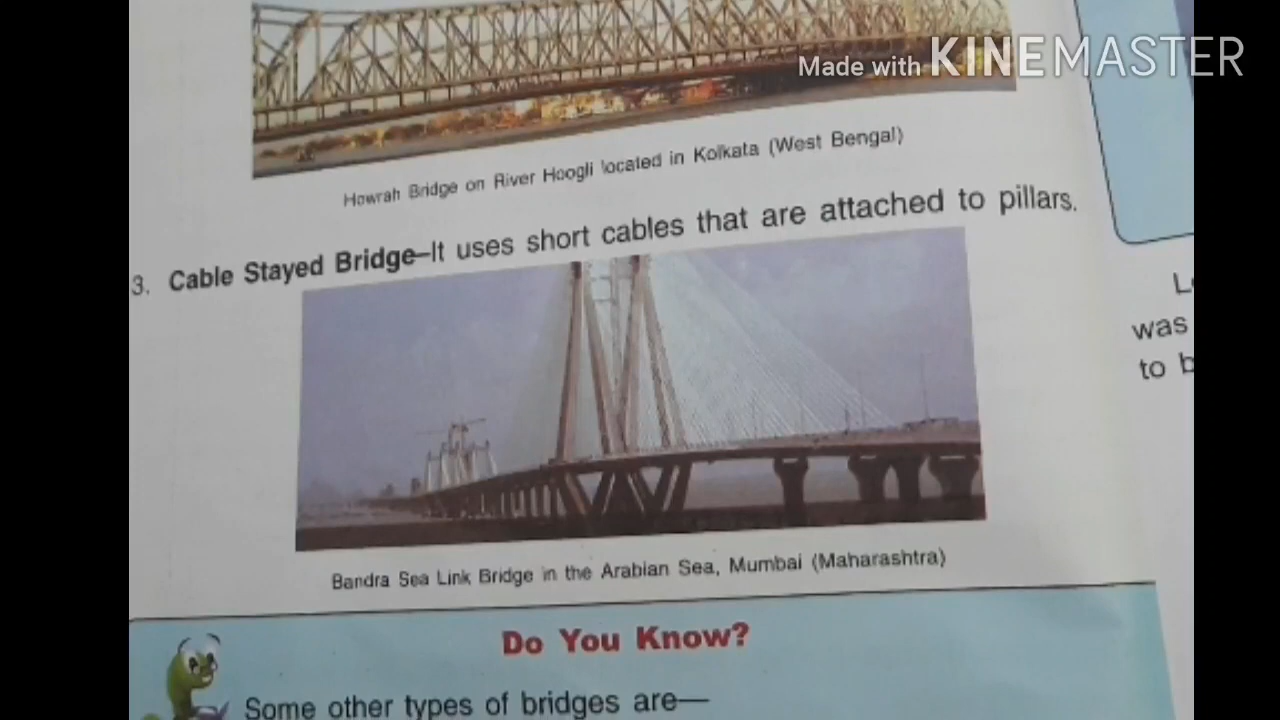 Made with KINEMASTER
Howrah Bridge on River Hoogli located in Kolkata (West Bengal)
3. Cable Stayed Bridge–It uses short cables that are attached to pillars.
was
to
Bandra Sea Link Bridge in the Arabian Sea, Mumbai (Maharashtra)
Do You Know?
Some other types of bridges are—